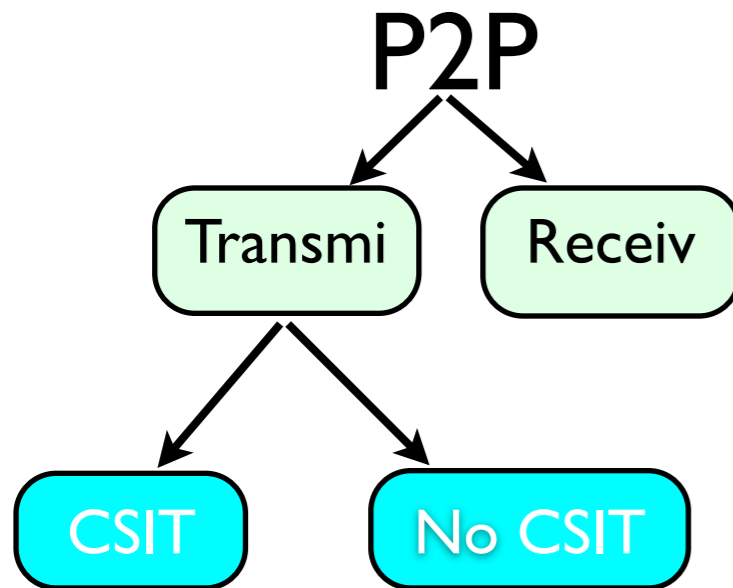 P2P
Transmi
Receiv
CSIT
No CSIT